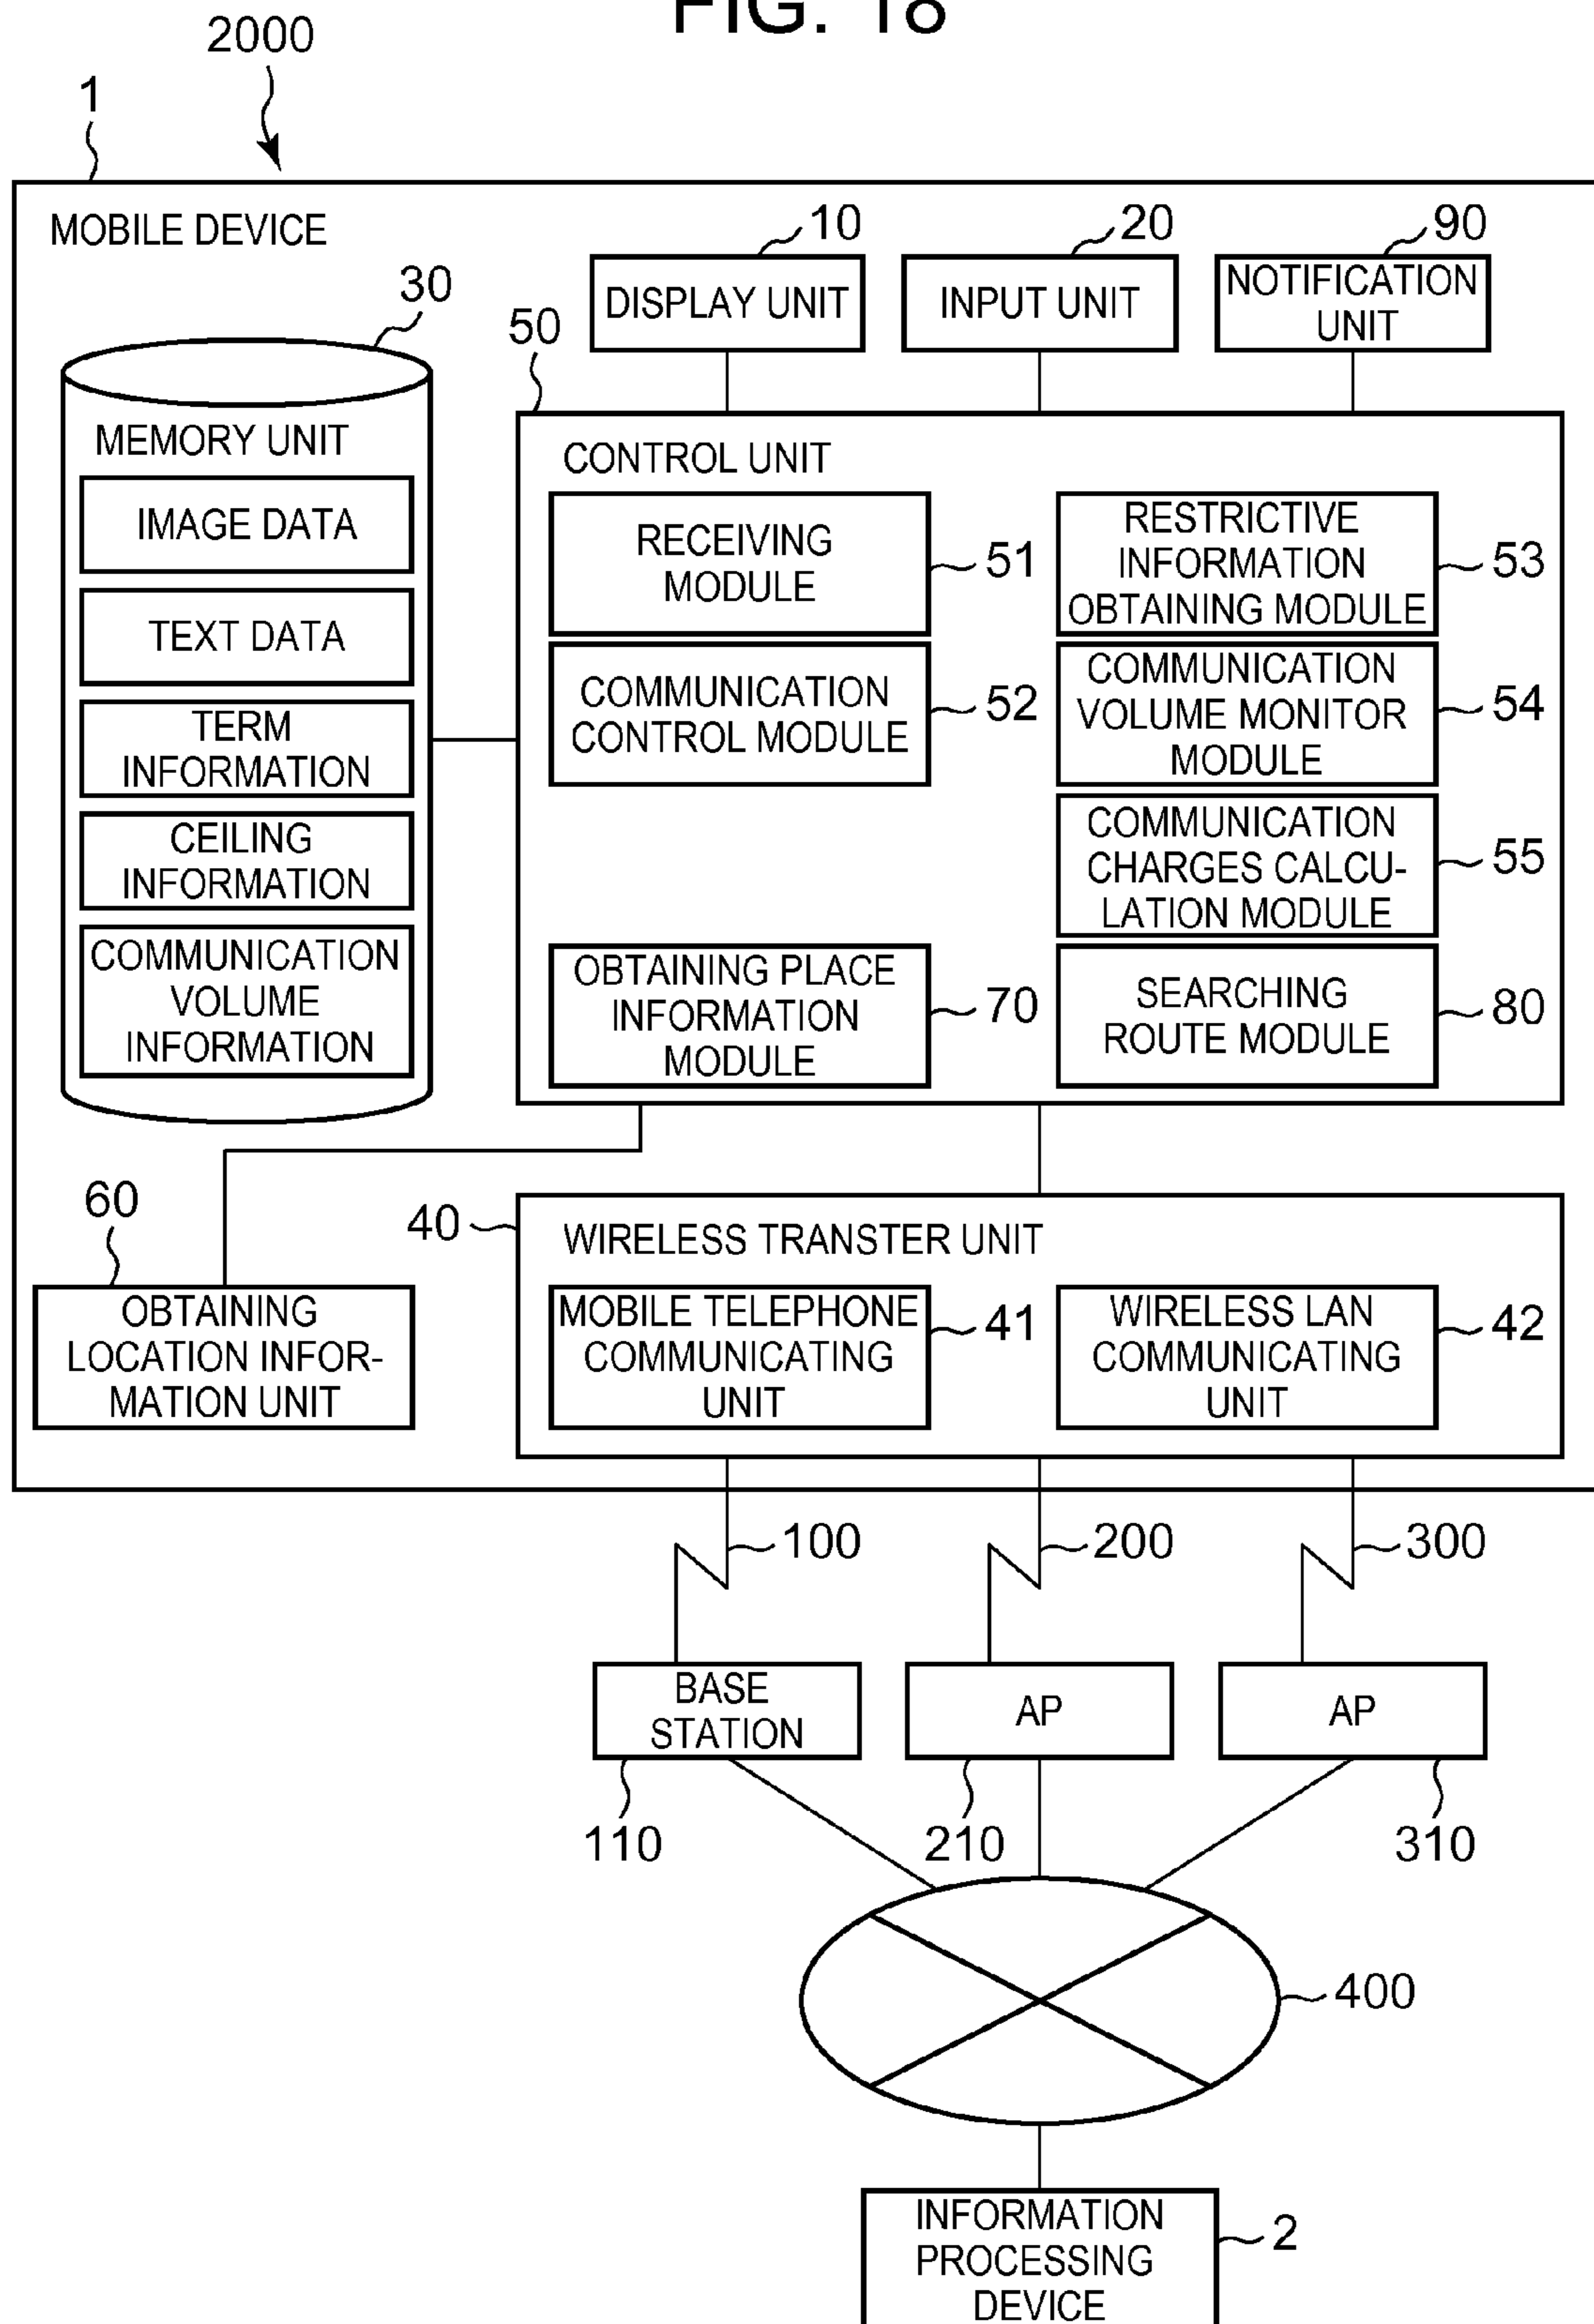 FIG. 18
2000
1
MOBILE DEVICE
10
20
90
DISPLAY UNIT
INPUT UNIT
NOTIFICATION
UNIT
30
50
MEMORY UNIT
IMAGE DATA
TEXT DATA
TERM
INFORMATION
CEILING
INFORMATION
COMMUNICATION
VOLUME
INFORMATION
CONTROL UNIT
RECEIVING
MODULE
51
RESTRICTIVE
INFORMATION
OBTAINING MODULE
53
COMMUNICATION
CONTROL MODULE
52
COMMUNICATION
VOLUME MONITOR
MODULE
54
COMMUNICATION
CHARGES CALCU-
LATION MODULE
55
OBTAINING PLACE
INFORMATION
MODULE
70
SEARCHING
ROUTE MODULE
80
60
OBTAINING
LOCATION INFOR-
MATION UNIT
40
WIRELESS TRANSTER UNIT
MOBILE TELEPHONE
COMMUNICATING
UNIT
41
WIRELESS LAN
COMMUNICATING
UNIT
42
100
200
300
BASE
STATION
AP
AP
110
210
310
400
INFORMATION
PROCESSING
DEVICE
2